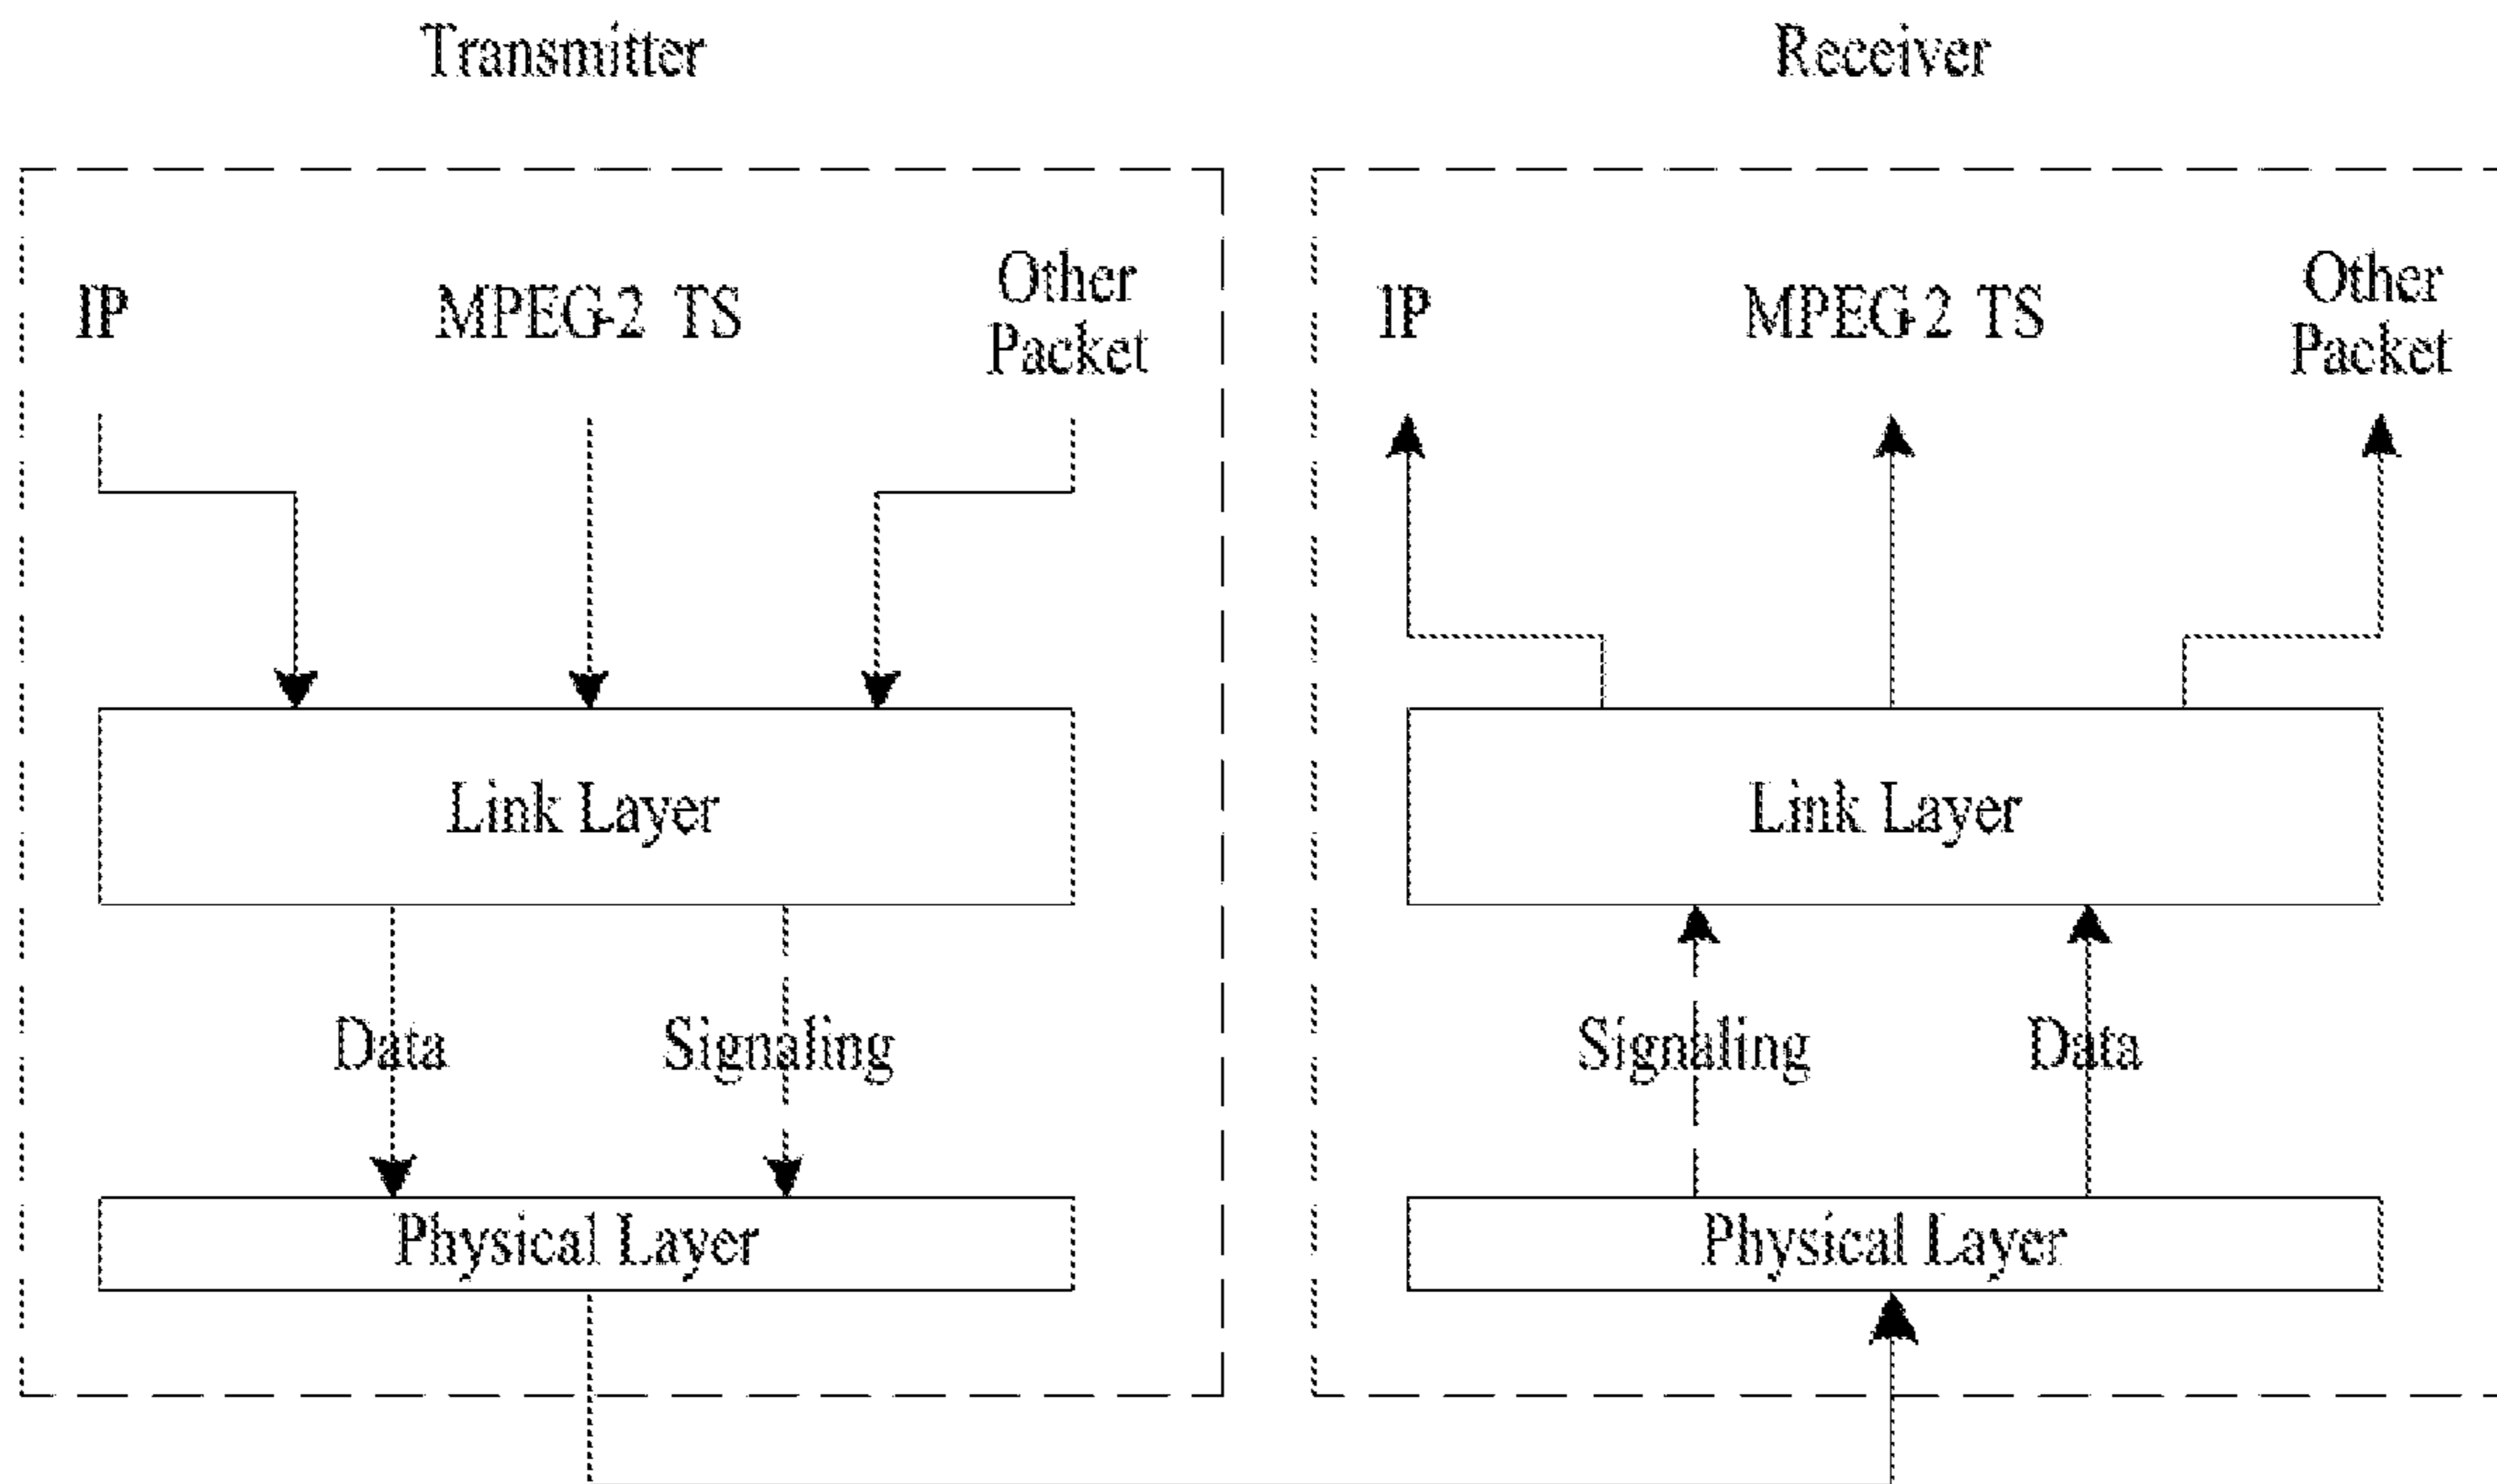 Transmitter
Receiver
IP
MPEG-2 TS
Other
Packet
IP
MPEG-2 TS
Other
Packet
Link Layer
Link Layer
Data
Signaling
Signaling
Data
Physical Layer
Physical Layer